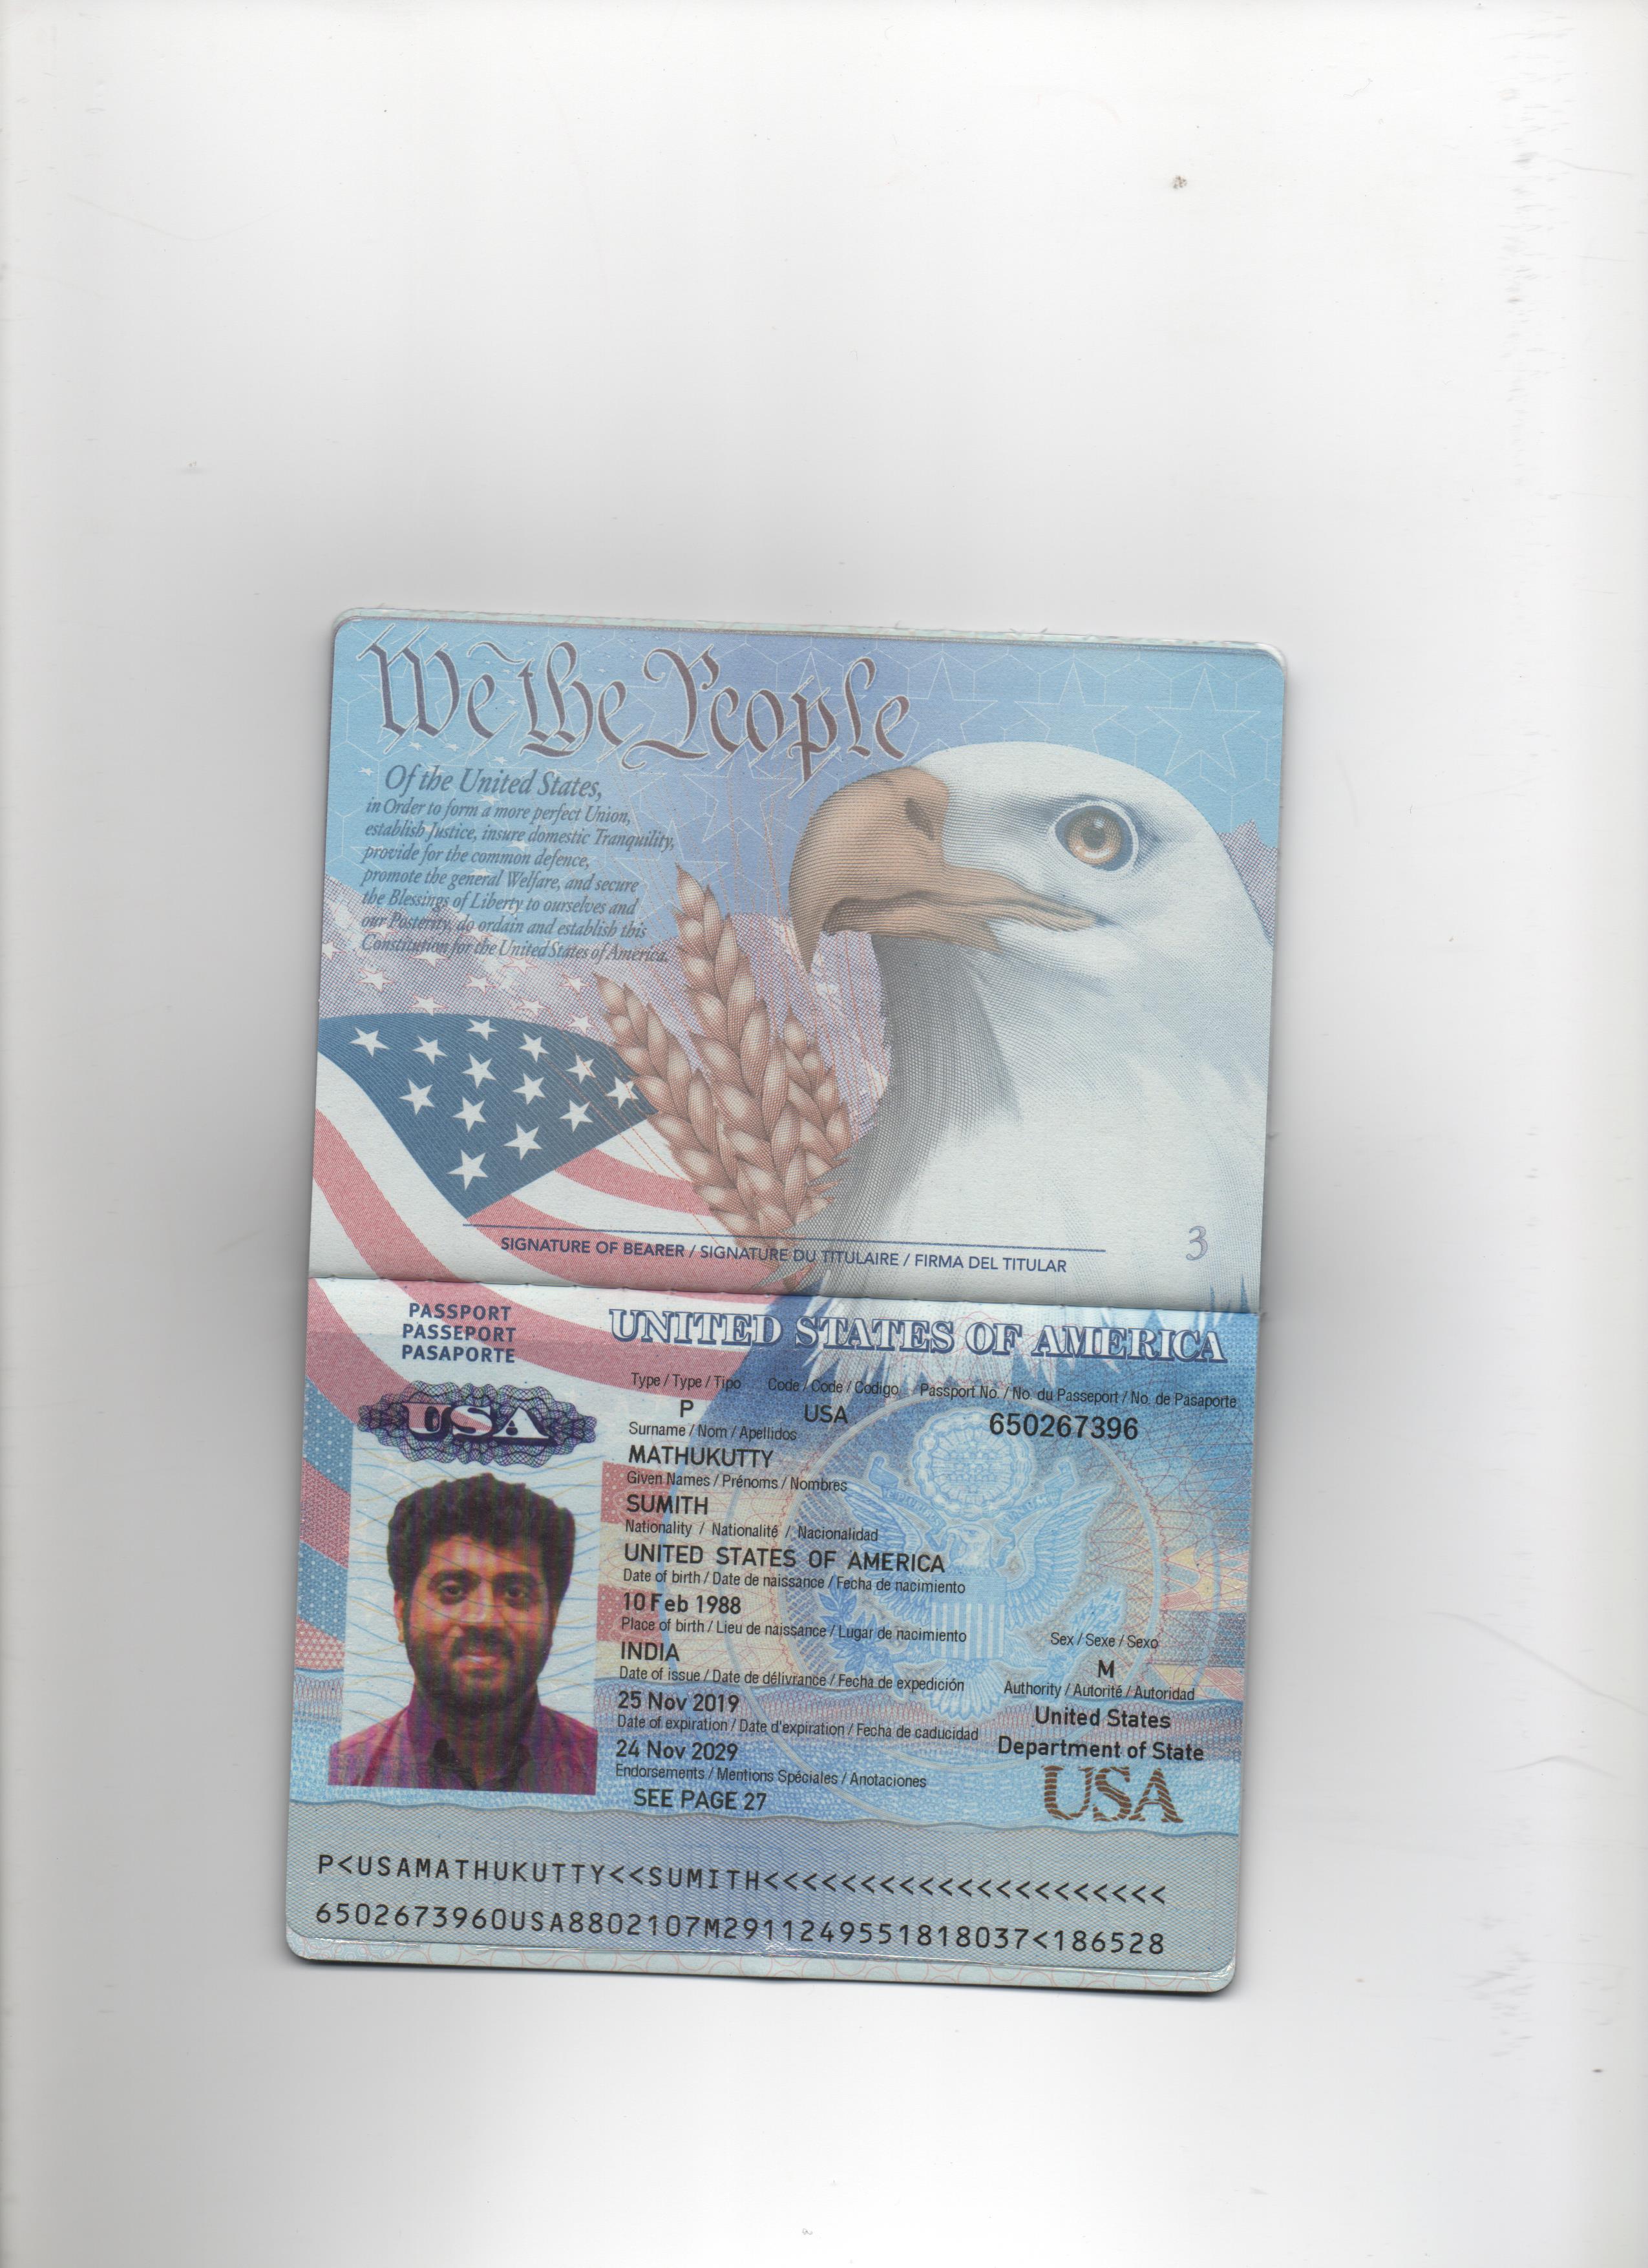 We the People
Of the United States,
in Order to form a more perfect Union,
establish Justice, insure domestic Tranquility,
provide for the common defence,
promote the general Welfare, and secure
the Blessings of Liberty to ourselves and
our Posterity, do ordain and establish this
Constitution for the United States of America.
SIGNATURE OF BEARER / SIGNATURE DU TITULAIRE / FIRMA DEL TITULAR
3
PASSPORT
PASSEPORT
PASAPORTE
UNITED STATES OF AMERICA
USA
Type / Type / Tipo Code / Code / Codigo Passport No. / No. du Passeport / No. de Pasaporte
P USA 650267396
Surname / Nom / Apellidos
MATHUKUTTY
Given Names / Prénoms / Nombres
SUMITH
Nationality / Nationalité / Nacionalidad
UNITED STATES OF AMERICA
Date of birth / Date de naissance / Fecha de nacimiento
10 Feb 1988
Place of birth / Lieu de naissance / Lugar de nacimiento Sex / Sexe / Sexo
INDIA M
Date of issue / Date de délivrance / Fecha de expedición Authority / Autorité / Autoridad
25 Nov 2019 United States
Date of expiration / Date d'expiration / Fecha de caducidad
24 Nov 2029 Department of State
Endorsements / Mentions Spéciales / Anotaciones
SEE PAGE 27 USA
P<USAMATHUKUTTY<<SUMITH<<<<<<<<<<<<<<<<<<<<<
6502673960USA8802107M2911249551818037<186528